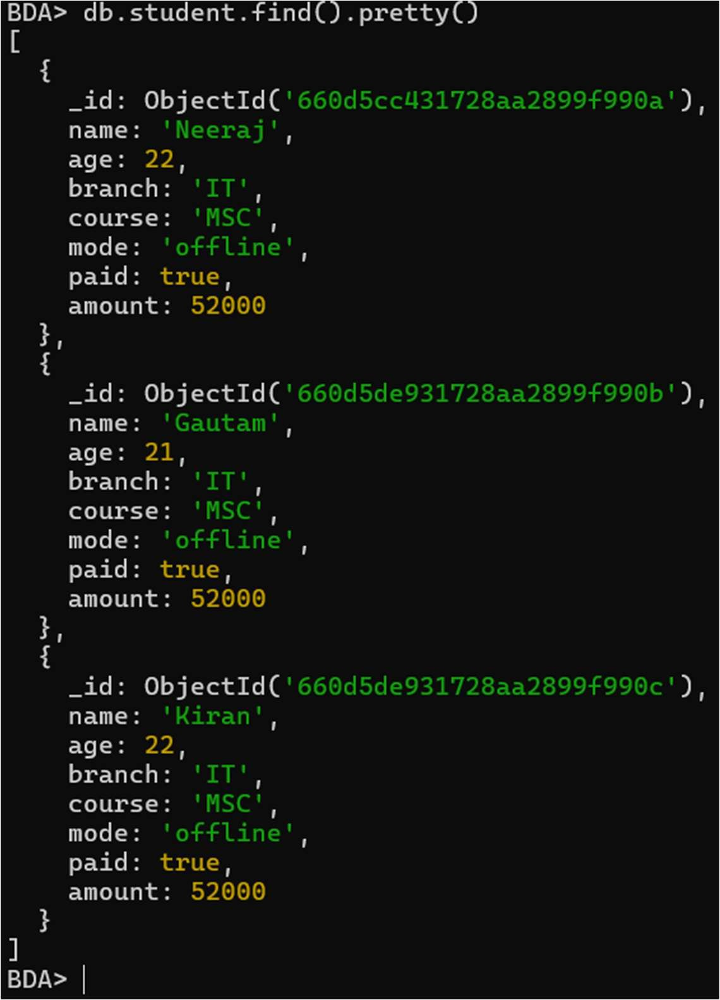 BDA> db.student.find().pretty()
[
  {
    _id: ObjectId('660d5cc431728aa2899f990a'),
    name: 'Neeraj',
    age: 22,
    branch: 'IT',
    course: 'MSC',
    mode: 'offline',
    paid: true,
    amount: 52000
  },
  {
    _id: ObjectId('660d5de931728aa2899f990b'),
    name: 'Gautam',
    age: 21,
    branch: 'IT',
    course: 'MSC',
    mode: 'offline',
    paid: true,
    amount: 52000
  },
  {
    _id: ObjectId('660d5de931728aa2899f990c'),
    name: 'Kiran',
    age: 22,
    branch: 'IT',
    course: 'MSC',
    mode: 'offline',
    paid: true,
    amount: 52000
  }
]
BDA>